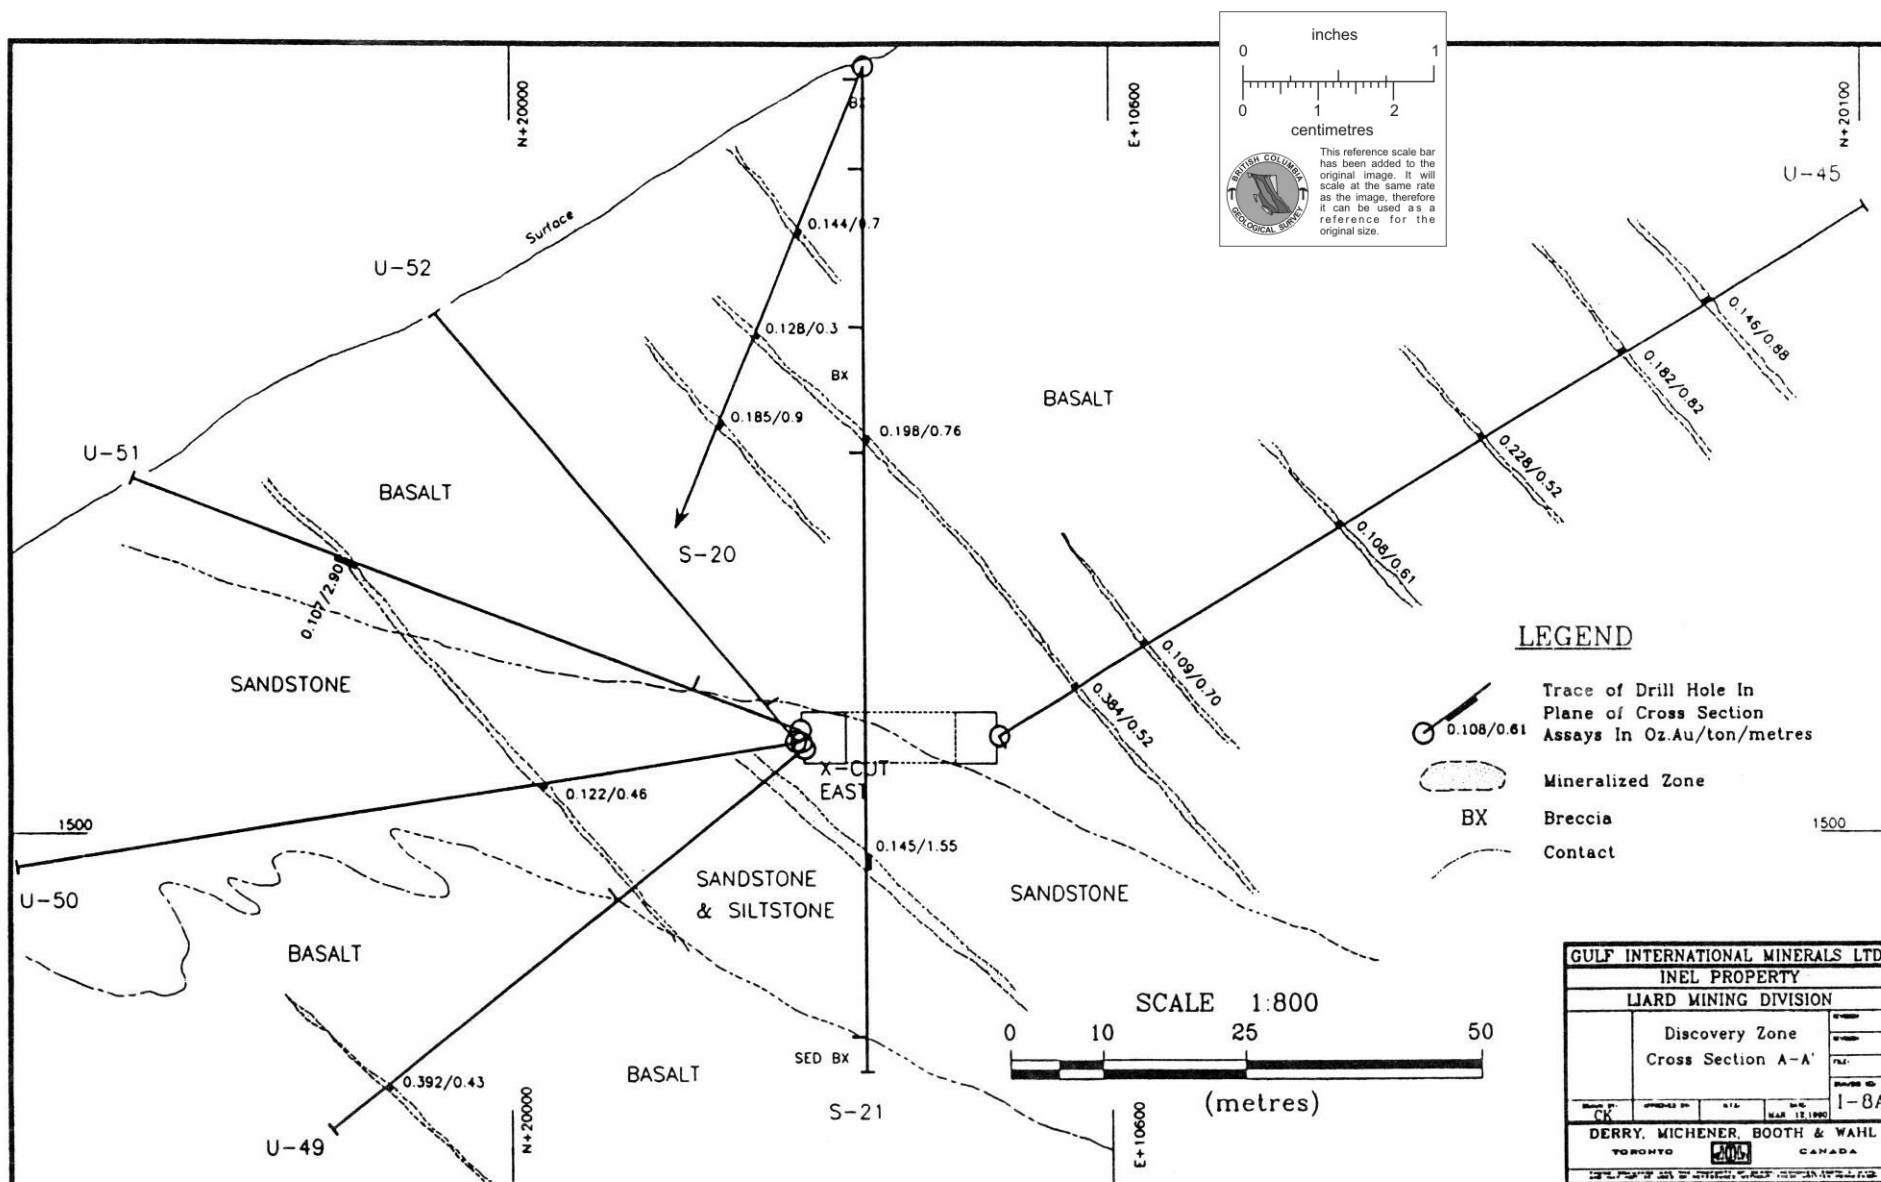 inches
0 1
0 1 2
centimetres
BRITISH COLUMBIA
GEOLOGICAL SURVEY
This reference scale bar
has been added to the
original image. It will
scale at the same rate
as the image, therefore
it can be used as a
reference for the
original size.
N+20000
E+10600
N+20100
U-45
Surface
U-52
U-51
0.144/0.7
0.128/0.3
BX
0.185/0.9
0.198/0.76
BASALT
BASALT
S-20
0.146/0.88
0.182/0.82
0.228/0.52
0.108/0.61
0.109/0.70
0.384/0.52
0.107/2.90
SANDSTONE
X-CUT
EAST
0.122/0.46
1500
U-50
0.145/1.55
SANDSTONE
& SILTSTONE
SANDSTONE
BASALT
BASALT
SED BX
0.392/0.43
U-49
S-21
N+20000
E+10600
LEGEND
Trace of Drill Hole In
Plane of Cross Section
0.108/0.61 Assays In Oz.Au/ton/metres
Mineralized Zone
BX Breccia
Contact
1500
SCALE 1:800
0 10 25 50
(metres)
GULF INTERNATIONAL MINERALS LTD
INEL PROPERTY
LIARD MINING DIVISION
Discovery Zone
Cross Section A-A'
CK
MAR 12,1990
1-8A
DERRY, MICHENER, BOOTH & WAHL
TORONTO CANADA